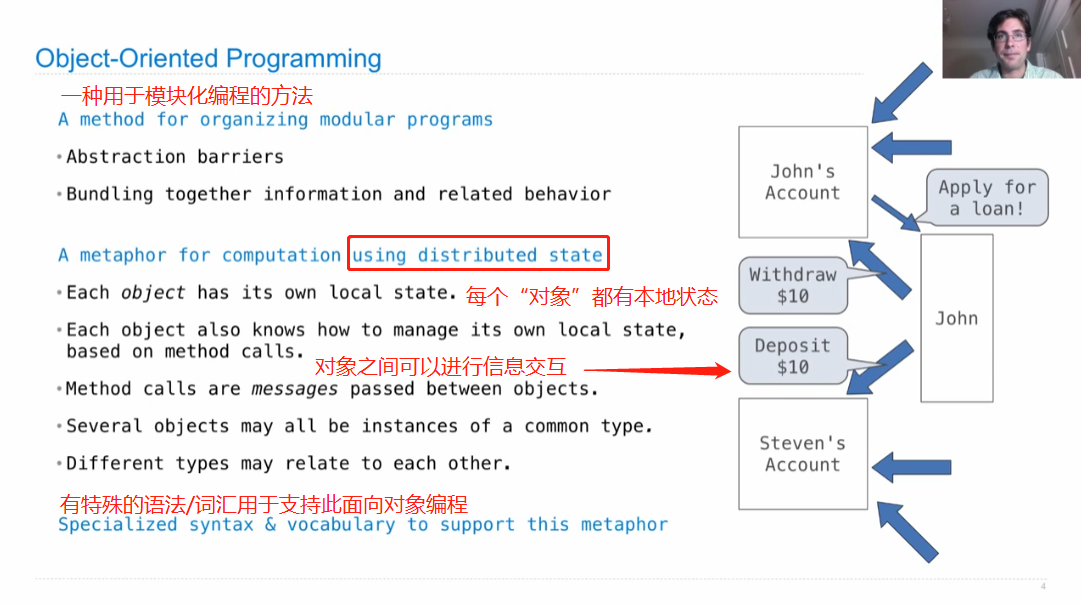 Object-Oriented Programming
一种用于模块化编程的方法
A method for organizing modular programs
•Abstraction barriers
•Bundling together information and related behavior
A metaphor for computation using distributed state
•Each object has its own local state. 每个“对象”都有本地状态
•Each object also knows how to manage its own local state,
based on method calls.
对象之间可以进行信息交互
•Method calls are messages passed between objects.
•Several objects may all be instances of a common type.
•Different types may relate to each other.
有特殊的语法/词汇用于支持此面向对象编程
Specialized syntax & vocabulary to support this metaphor
John's
Account
Apply for
a loan!
Withdraw
$10
John
Deposit
$10
Steven's
Account
4